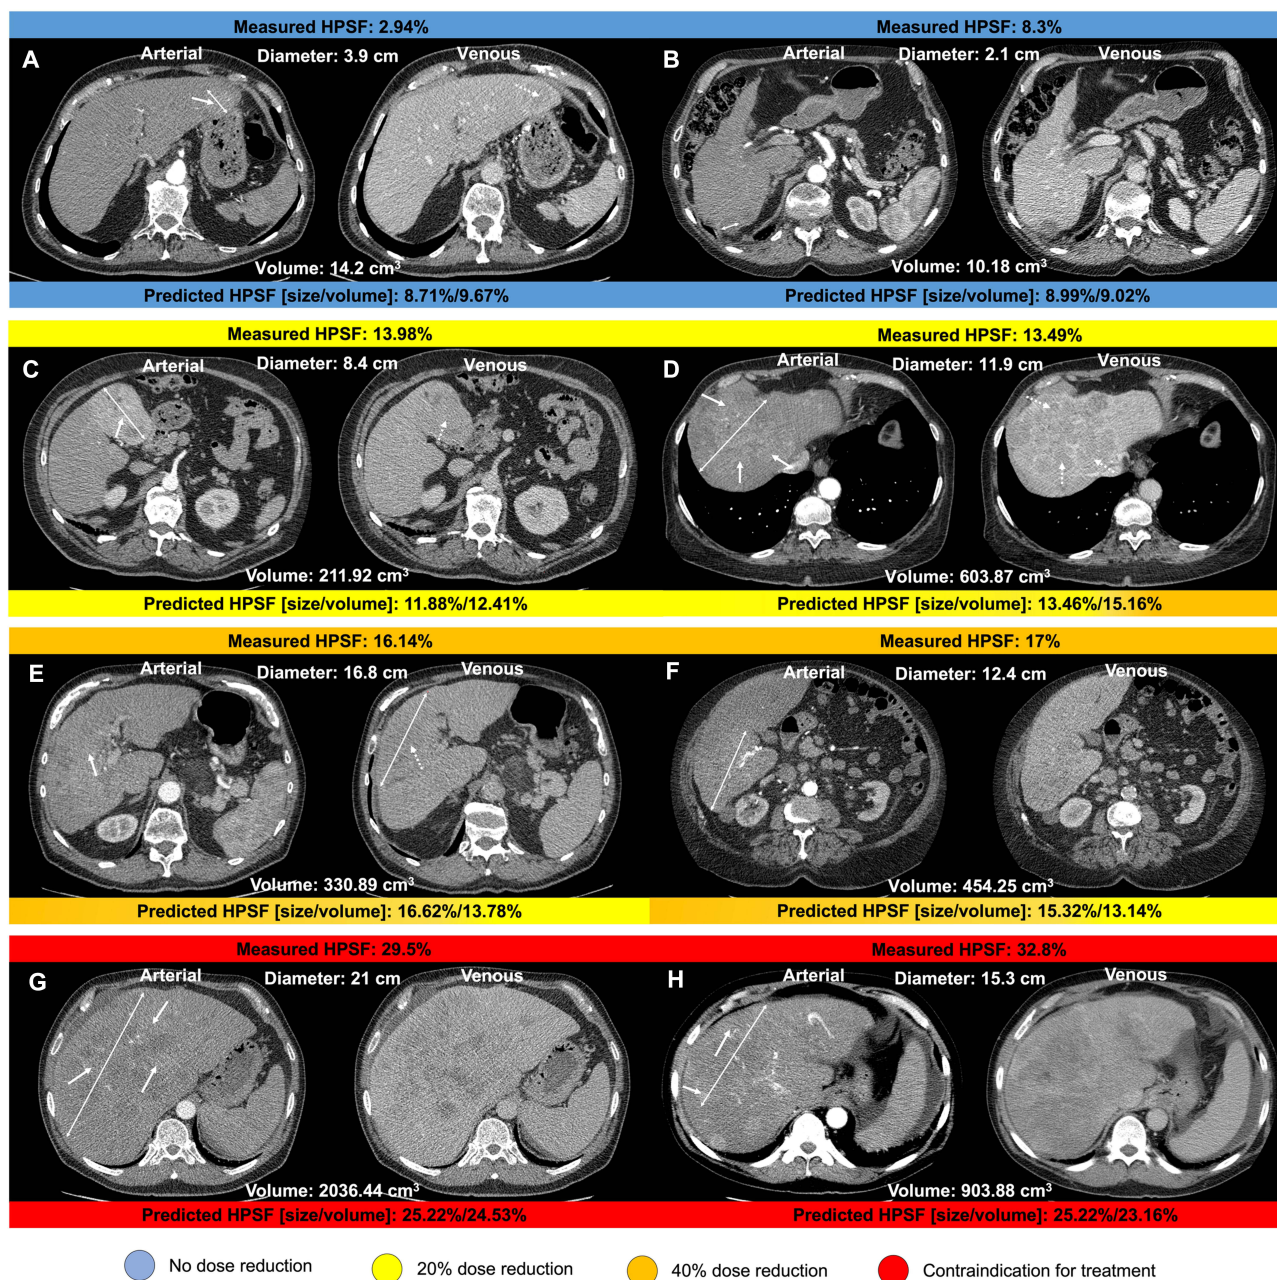 Measured HPSF: 2.94%
A
Arterial
Diameter: 3.9 cm
Venous
Volume: 14.2 cm³
Predicted HPSF [size/volume]: 8.71%/9.67%
Measured HPSF: 8.3%
B
Arterial
Diameter: 2.1 cm
Venous
Volume: 10.18 cm³
Predicted HPSF [size/volume]: 8.99%/9.02%
Measured HPSF: 13.98%
C
Arterial
Diameter: 8.4 cm
Venous
Volume: 211.92 cm³
Predicted HPSF [size/volume]: 11.88%/12.41%
Measured HPSF: 13.49%
D
Arterial
Diameter: 11.9 cm
Venous
Volume: 603.87 cm³
Predicted HPSF [size/volume]: 13.46%/15.16%
Measured HPSF: 16.14%
E
Arterial
Diameter: 16.8 cm
Venous
Volume: 330.89 cm³
Predicted HPSF [size/volume]: 16.62%/13.78%
Measured HPSF: 17%
F
Arterial
Diameter: 12.4 cm
Venous
Volume: 454.25 cm³
Predicted HPSF [size/volume]: 15.32%/13.14%
Measured HPSF: 29.5%
G
Arterial
Diameter: 21 cm
Venous
Volume: 2036.44 cm³
Predicted HPSF [size/volume]: 25.22%/24.53%
Measured HPSF: 32.8%
H
Arterial
Diameter: 15.3 cm
Venous
Volume: 903.88 cm³
Predicted HPSF [size/volume]: 25.22%/23.16%
No dose reduction
20% dose reduction
40% dose reduction
Contraindication for treatment